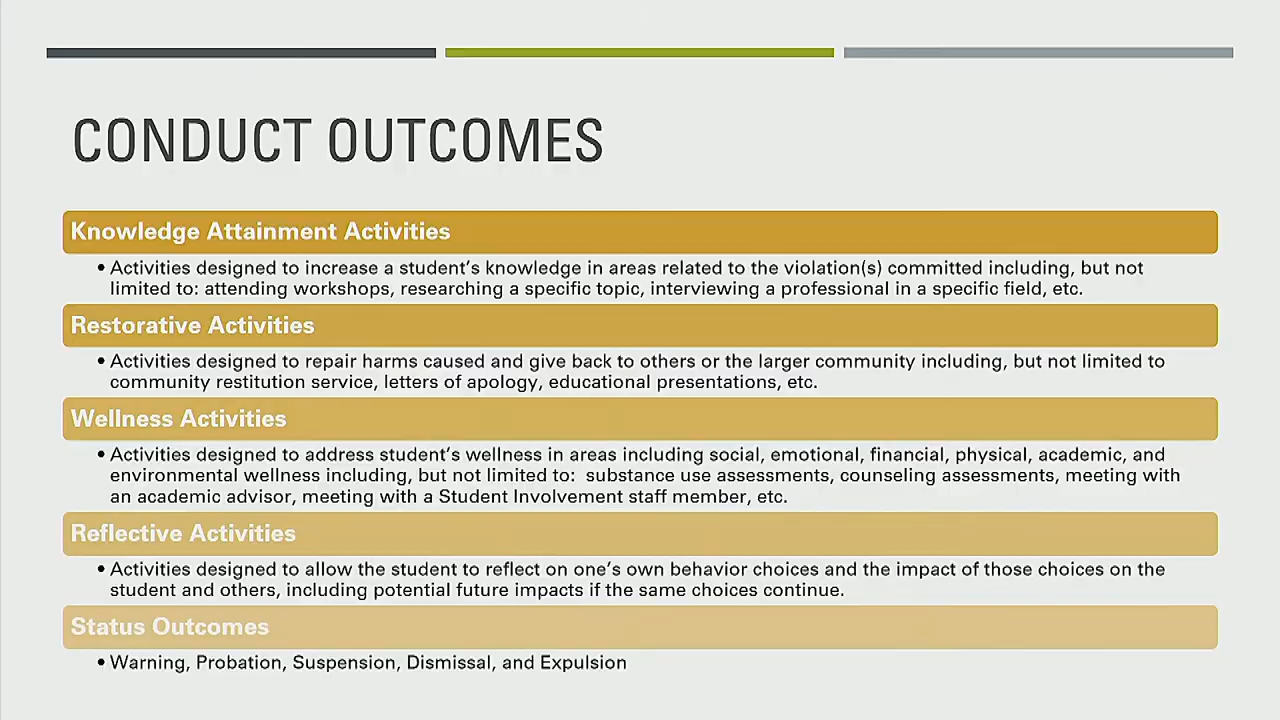 CONDUCT OUTCOMES
Knowledge Attainment Activities
• Activities designed to increase a student’s knowledge in areas related to the violation(s) committed including, but not
limited to: attending workshops, researching a specific topic, interviewing a professional in a specific field, etc.
Restorative Activities
• Activities designed to repair harms caused and give back to others or the larger community including, but not limited to
community restitution service, letters of apology, educational presentations, etc.
Wellness Activities
• Activities designed to address student’s wellness in areas including social, emotional, financial, physical, academic, and
environmental wellness including, but not limited to:  substance use assessments, counseling assessments, meeting with
an academic advisor, meeting with a Student Involvement staff member, etc.
Reflective Activities
• Activities designed to allow the student to reflect on one’s own behavior choices and the impact of those choices on the
student and others, including potential future impacts if the same choices continue.
Status Outcomes
• Warning, Probation, Suspension, Dismissal, and Expulsion